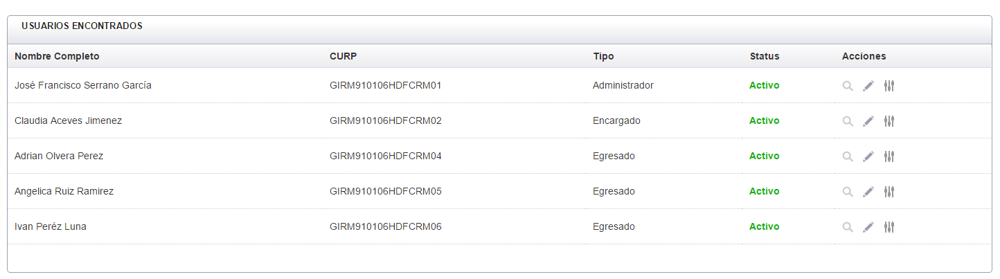 USUARIOS ENCONTRADOS
Nombre Completo CURP Tipo Status Acciones
José Francisco Serrano García GIRM910106HDFCRM01 Administrador Activo
Claudia Aceves Jimenez GIRM910106HDFCRM02 Encargado Activo
Adrian Olvera Perez GIRM910106HDFCRM04 Egresado Activo
Angelica Ruiz Ramirez GIRM910106HDFCRM05 Egresado Activo
Ivan Peréz Luna GIRM910106HDFCRM06 Egresado Activo